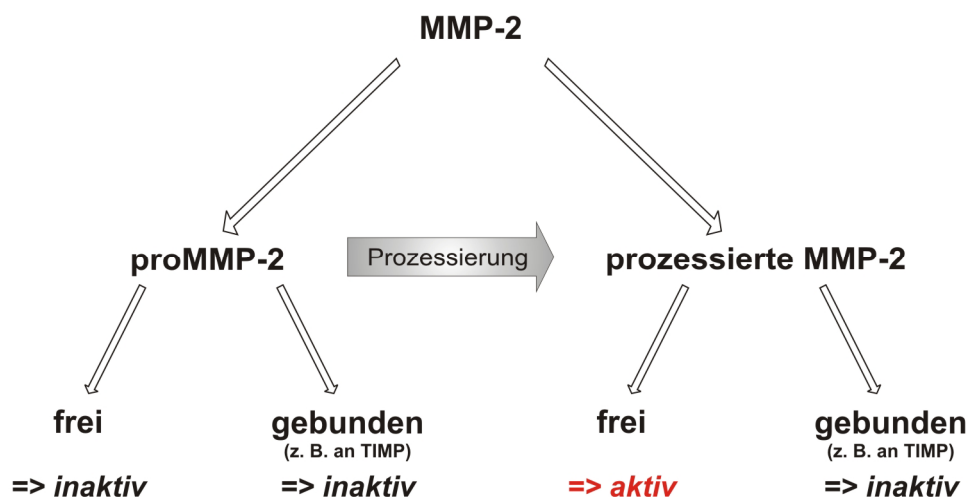 MMP-2
proMMP-2
Prozessierung
prozessierte MMP-2
frei
gebunden
(z. B. an TIMP)
=> inaktiv
=> inaktiv
frei
gebunden
(z. B. an TIMP)
=> aktiv
=> inaktiv